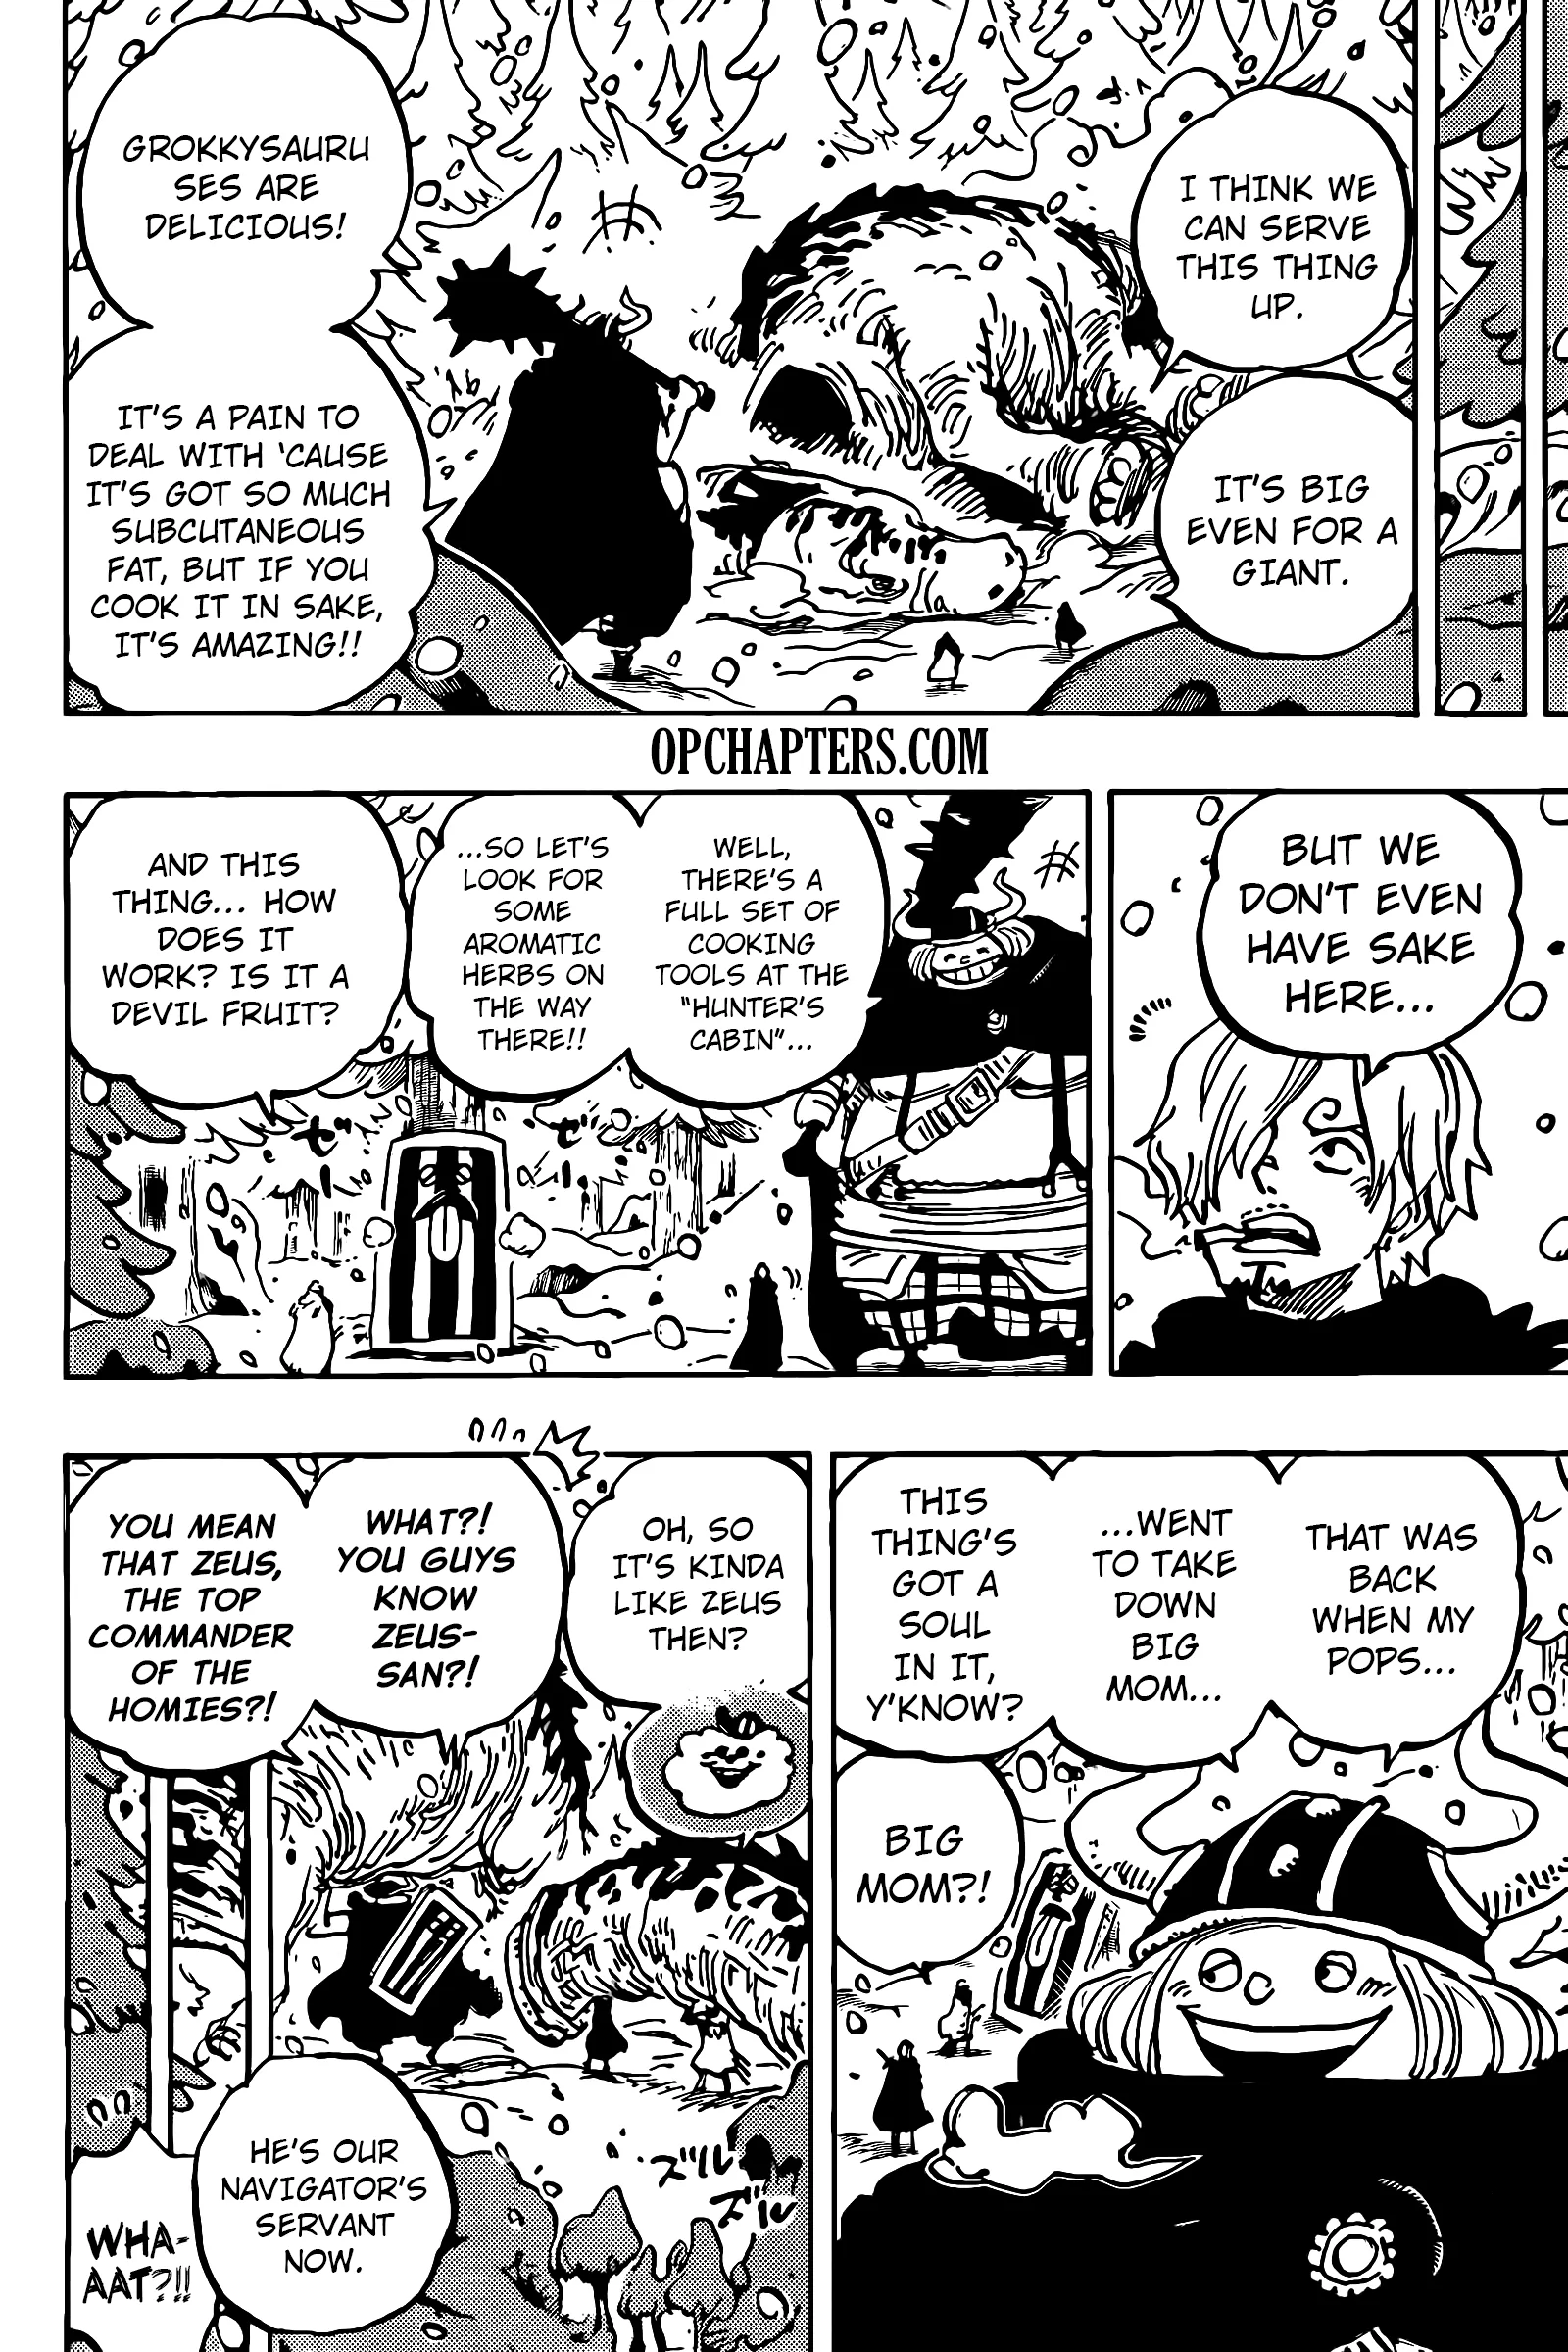 I THINK WE
CAN SERVE
THIS THING
UP.
IT'S BIG
EVEN FOR A
GIANT.
GROKKYSAURU
SES ARE
DELICIOUS!
IT'S A PAIN TO
DEAL WITH 'CAUSE
IT'S GOT SO MUCH
SUBCUTANEOUS
FAT, BUT IF YOU
COOK IT IN SAKE,
IT'S AMAZING!!
OPCHAPTERS.COM
BUT WE
DON'T EVEN
HAVE SAKE
HERE...
WELL,
THERE'S A
FULL SET OF
COOKING
TOOLS AT THE
"HUNTER'S
CABIN"...
...SO LET'S
LOOK FOR
SOME
AROMATIC
HERBS ON
THE WAY
THERE!!
AND THIS
THING... HOW
DOES IT
WORK? IS IT A
DEVIL FRUIT?
THAT WAS
BACK
WHEN MY
POPS...
...WENT
TO TAKE
DOWN
BIG
MOM...
THIS
THING'S
GOT A
SOUL
IN IT,
Y'KNOW?
BIG
MOM?!
OH, SO
IT'S KINDA
LIKE ZEUS
THEN?
WHAT?!
YOU GUYS
KNOW
ZEUS-
SAN?!
YOU MEAN
THAT ZEUS,
THE TOP
COMMANDER
OF THE
HOMIES?!
ズル
ズル
HE'S OUR
NAVIGATOR'S
SERVANT
NOW.
WHA-
AAT?!!